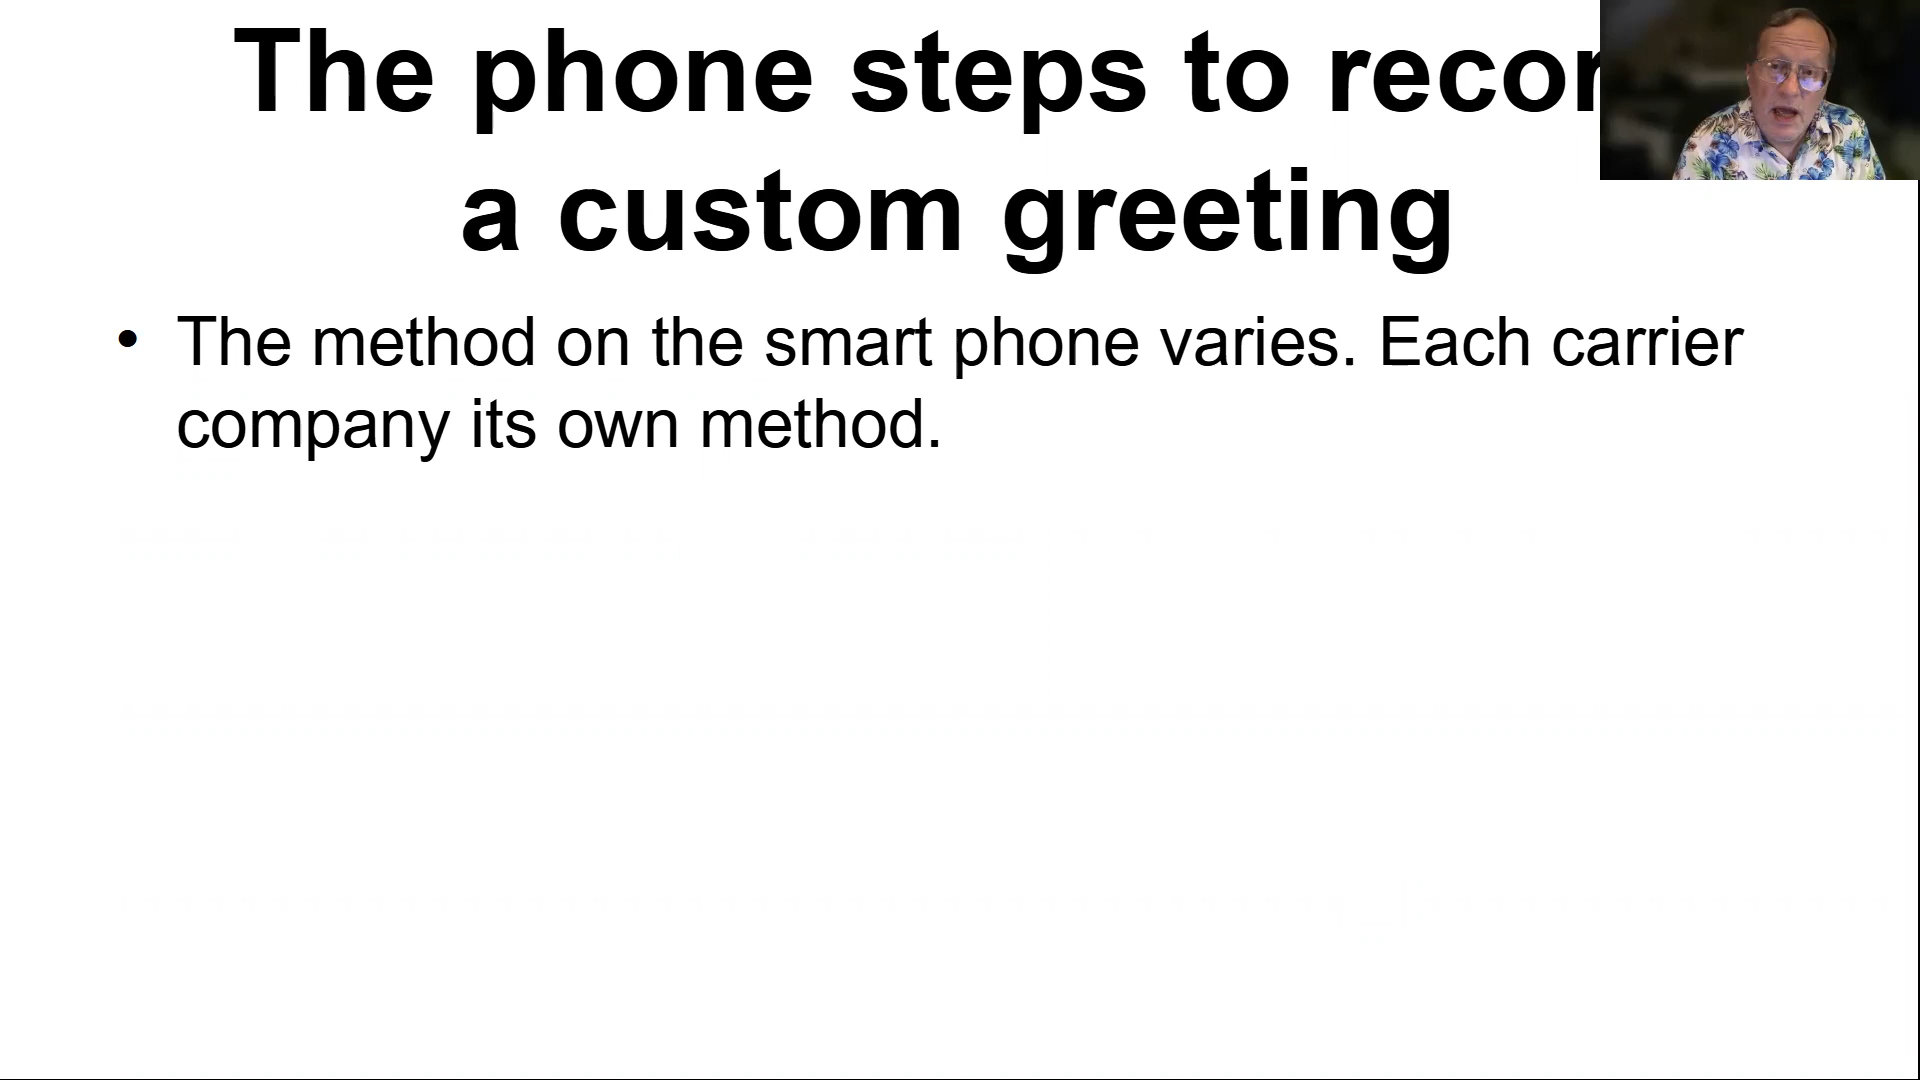 The phone steps to recor
a custom greeting
• The method on the smart phone varies. Each carrier
company its own method.